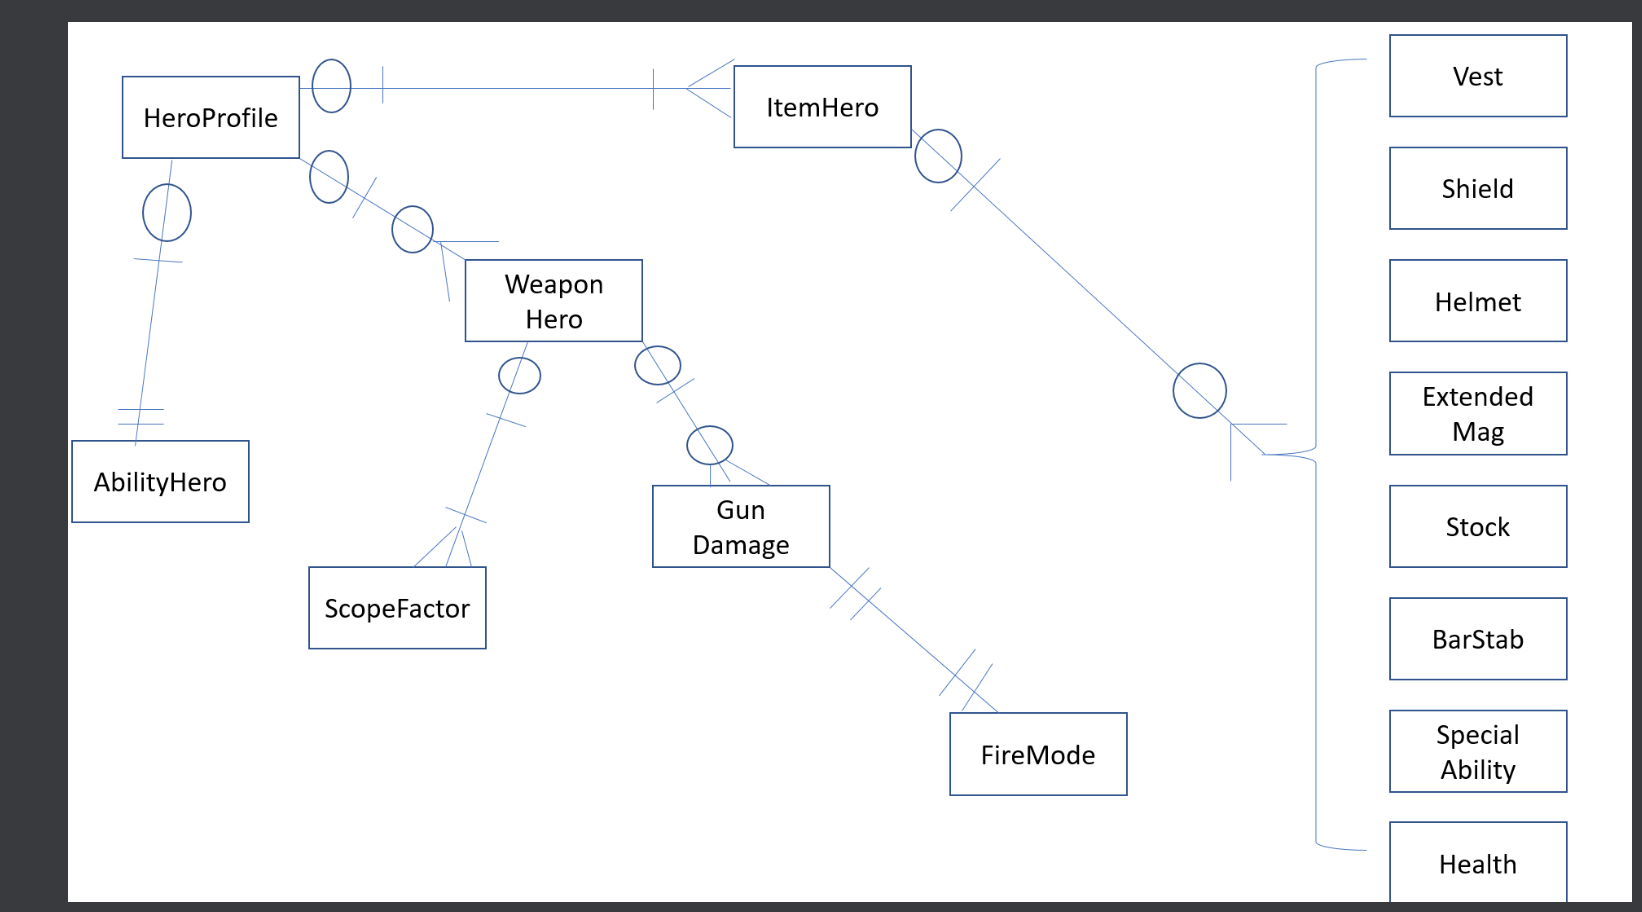 HeroProfile
ItemHero
Weapon
Hero
AbilityHero
ScopeFactor
Gun
Damage
FireMode
Vest
Shield
Helmet
Extended
Mag
Stock
BarStab
Special
Ability
Health